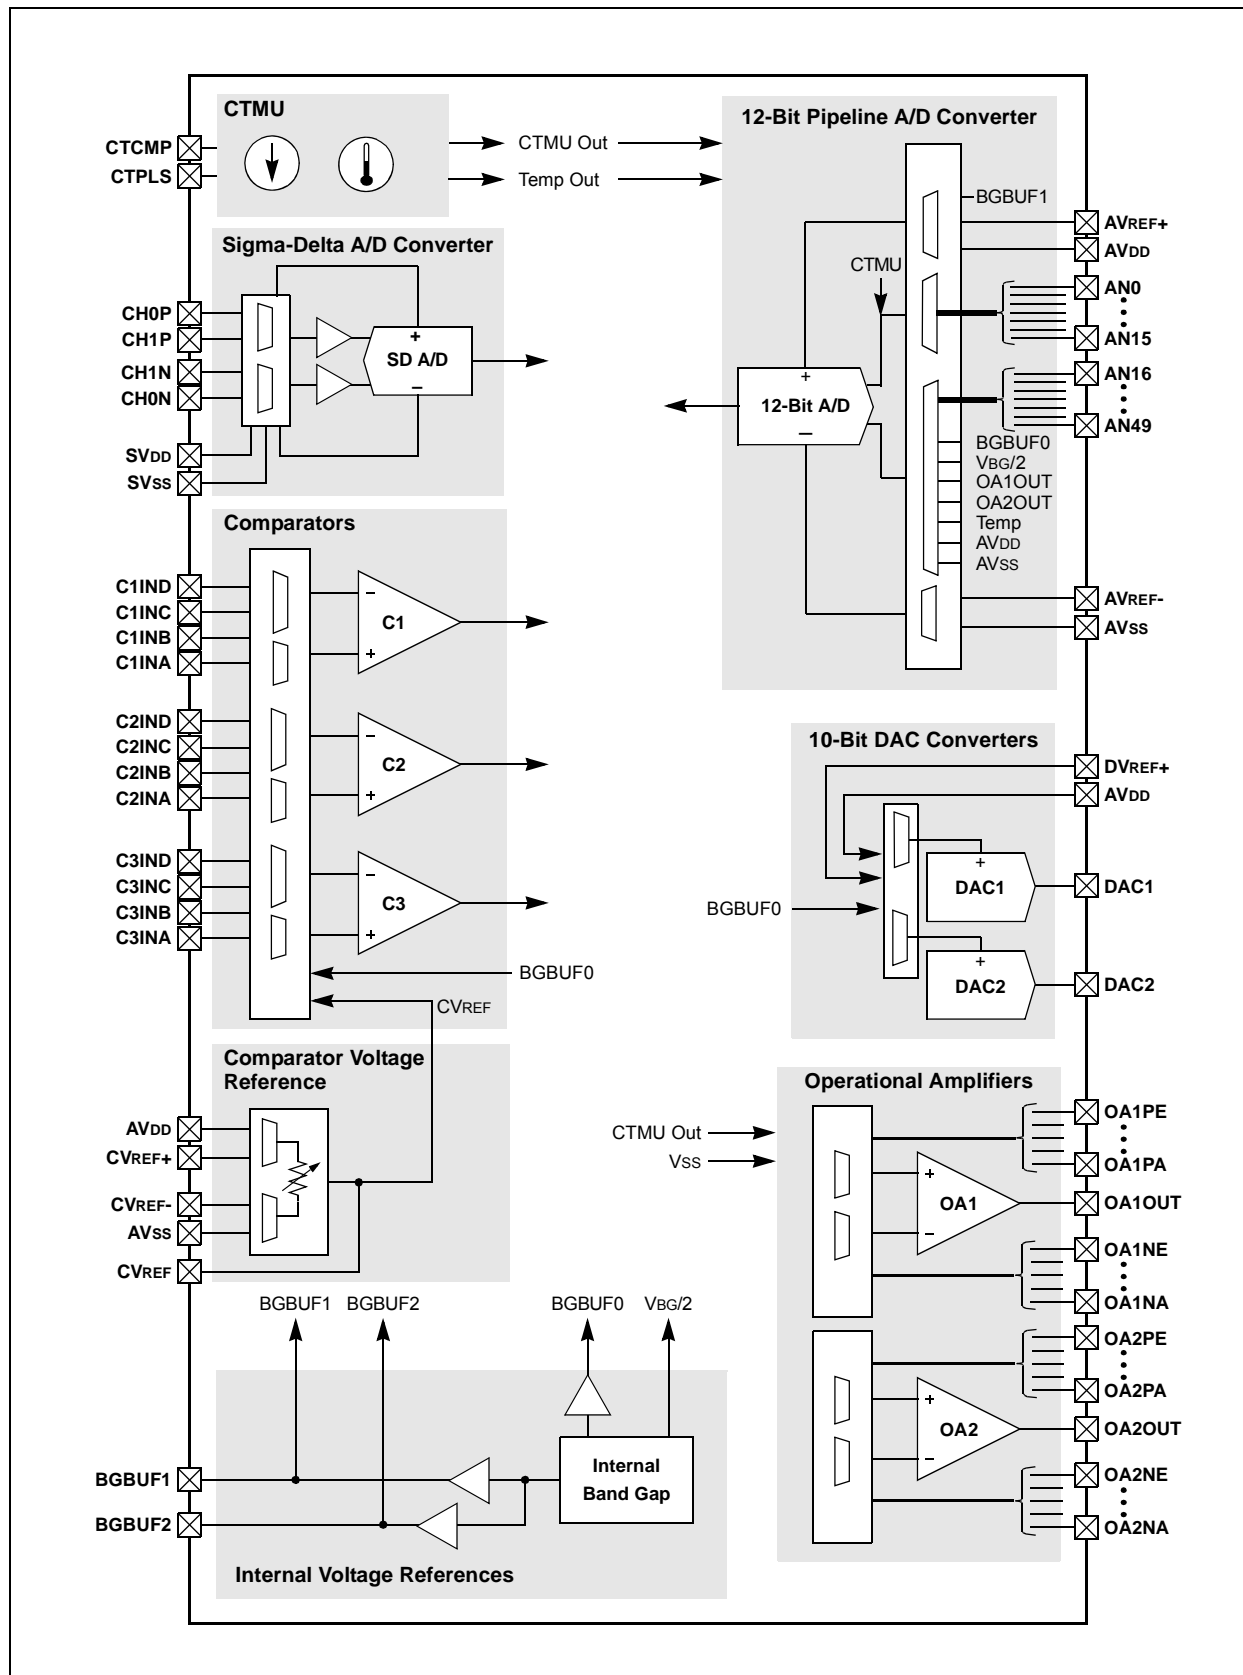 CTMU
CTCMP
CTPLS
CTMU Out
Temp Out
Sigma-Delta A/D Converter
CH0P
CH1P
CH1N
CH0N
SVDD
SVSS
+
SD A/D
–
Comparators
C1IND
C1INC
C1INB
C1INA
–
C1
+
C2IND
C2INC
C2INB
C2INA
–
C2
+
C3IND
C3INC
C3INB
C3INA
–
C3
+
BGBUF0
CVREF
Comparator Voltage
Reference
AVDD
CVREF+
CVREF-
AVSS
CVREF
BGBUF1
BGBUF2
BGBUF0
VBG/2
Internal
Band Gap
BGBUF1
BGBUF2
Internal Voltage References
12-Bit Pipeline A/D Converter
BGBUF1
AVREF+
AVDD
CTMU
AN0
AN15
AN16
AN49
+
12-Bit A/D
–
BGBUF0
VBG/2
OA1OUT
OA2OUT
Temp
AVDD
AVSS
AVREF-
AVSS
10-Bit DAC Converters
DVREF+
AVDD
BGBUF0
+
DAC1
DAC1
+
DAC2
DAC2
Operational Amplifiers
CTMU Out
VSS
OA1PE
OA1PA
+
OA1
–
OA1OUT
OA1NE
OA1NA
OA2PE
OA2PA
+
OA2
–
OA2OUT
OA2NE
OA2NA